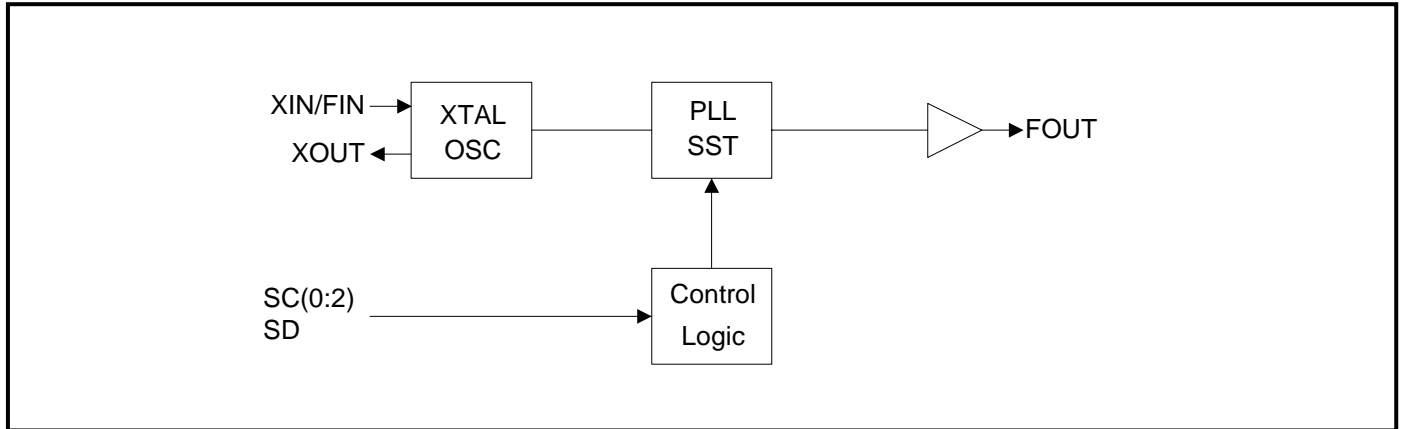 XIN/FIN
XOUT
XTAL
OSC
PLL
SST
FOUT
SC(0:2)
SD
Control
Logic